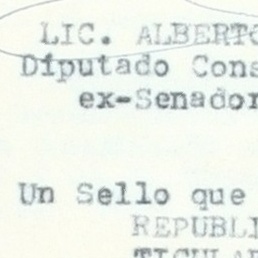 LIC. ALBERTO
Diputado Cons
ex-Senador
Un Sello que
REPUBLI